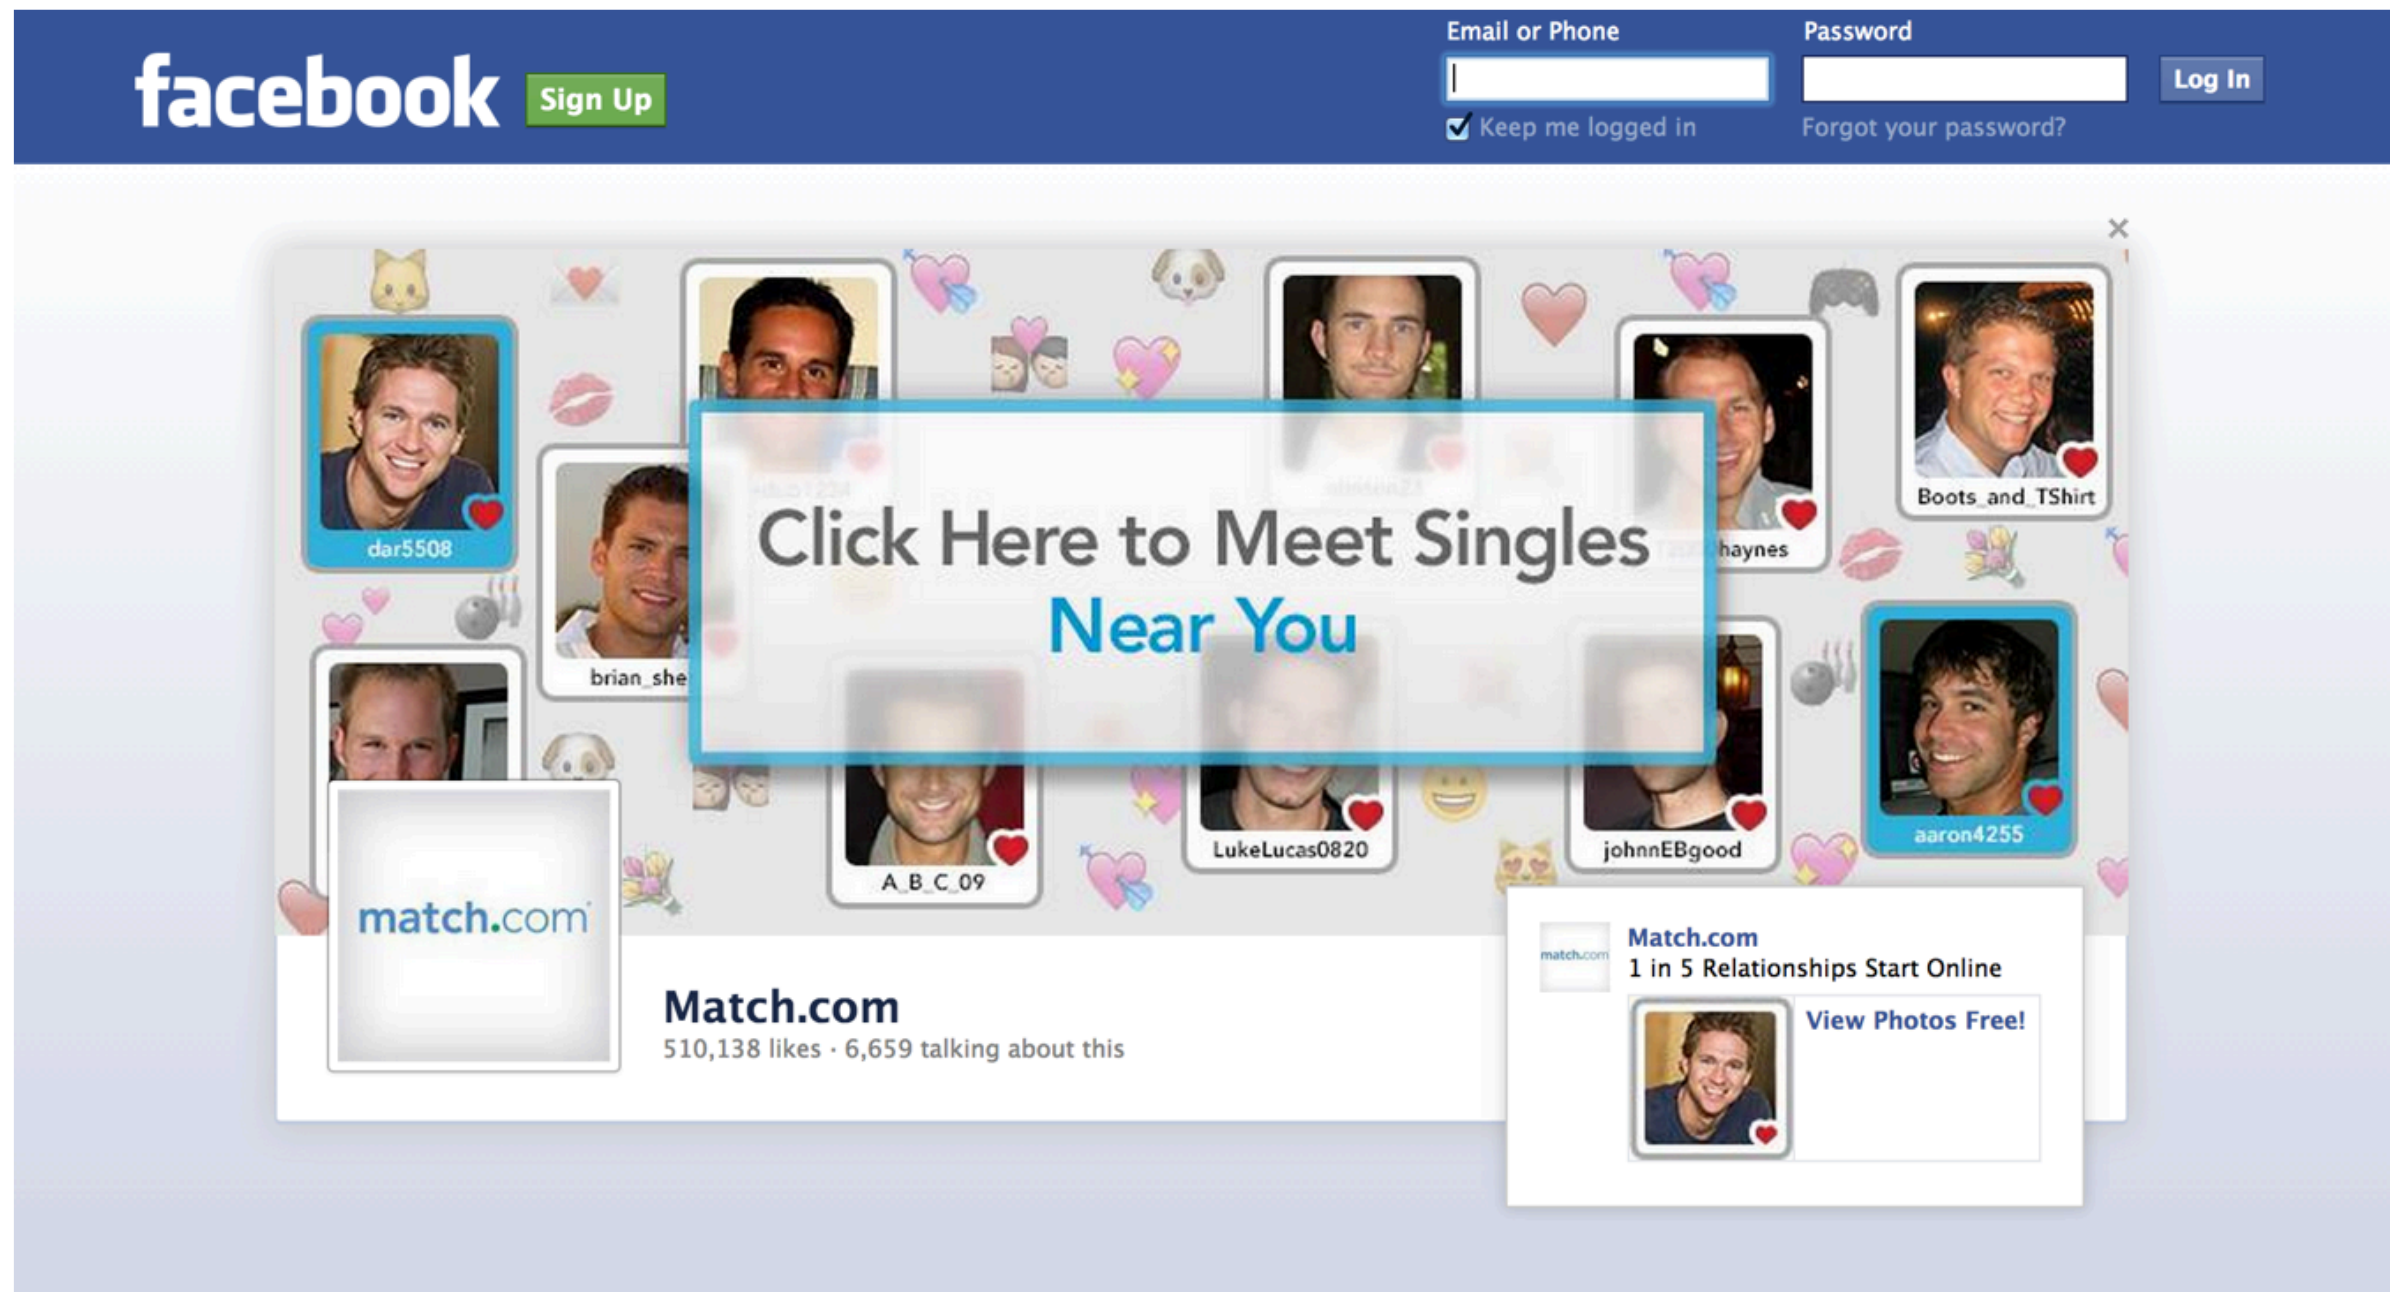 Email or Phone
Password
facebook
Sign Up
Log In
Keep me logged in
Forgot your password?
Boots_and_TShirt
dar5508
Click Here to Meet Singles
haynes
Near You
brian_she
aaron4255
LukeLucas0820
johnnEBgood
A_B_C_09
match.com
Match.com
match.com
1 in 5 Relationships Start Online
Match.com
View Photos Free!
510,138 likes · 6,659 talking about this